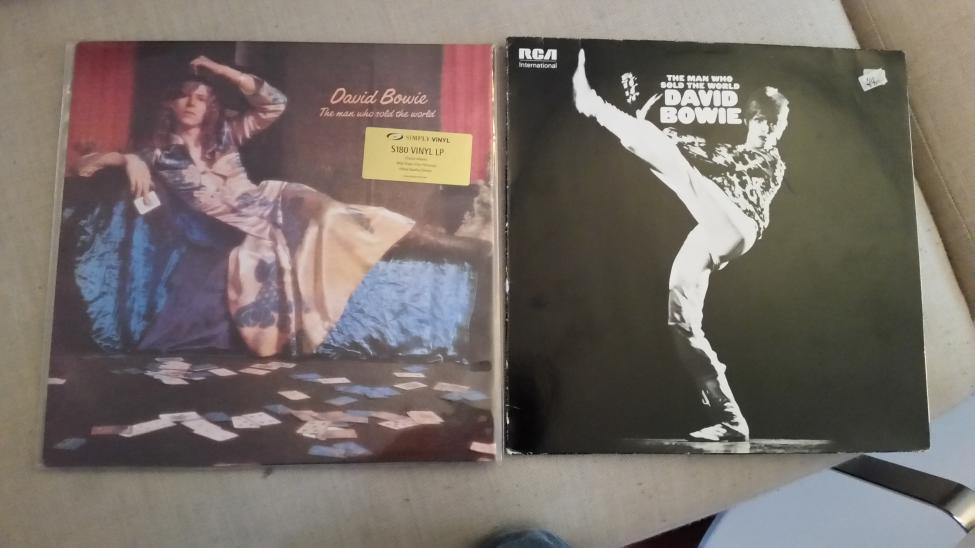 David Bowie
The man who sold the world
SIMPLY VINYL
S180 VINYL LP
RCA
International
THE MAN WHO
SOLD THE WORLD
DAVID
BOWIE